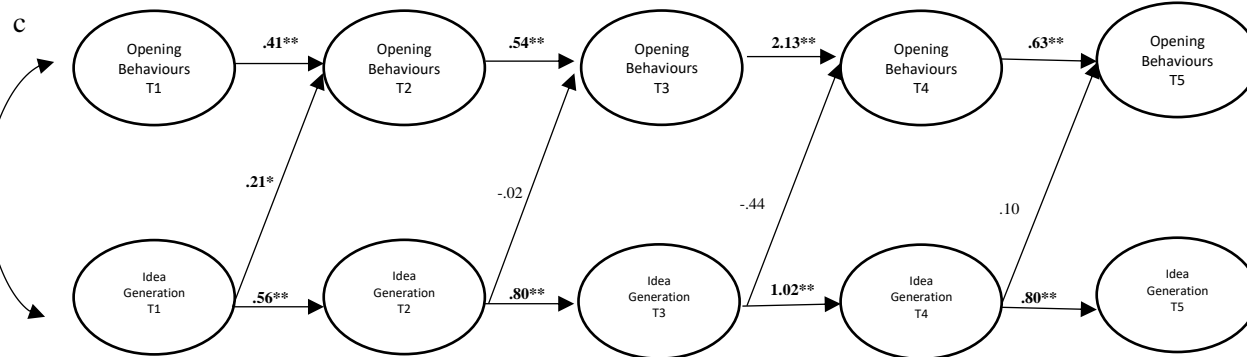 c
Opening
Behaviours
T1
.41**
Opening
Behaviours
T2
.54**
Opening
Behaviours
T3
2.13**
Opening
Behaviours
T4
.63**
Opening
Behaviours
T5
.21*
-.02
-.44
.10
Idea
Generation
T1
.56**
Idea
Generation
T2
.80**
Idea
Generation
T3
1.02**
Idea
Generation
T4
.80**
Idea
Generation
T5